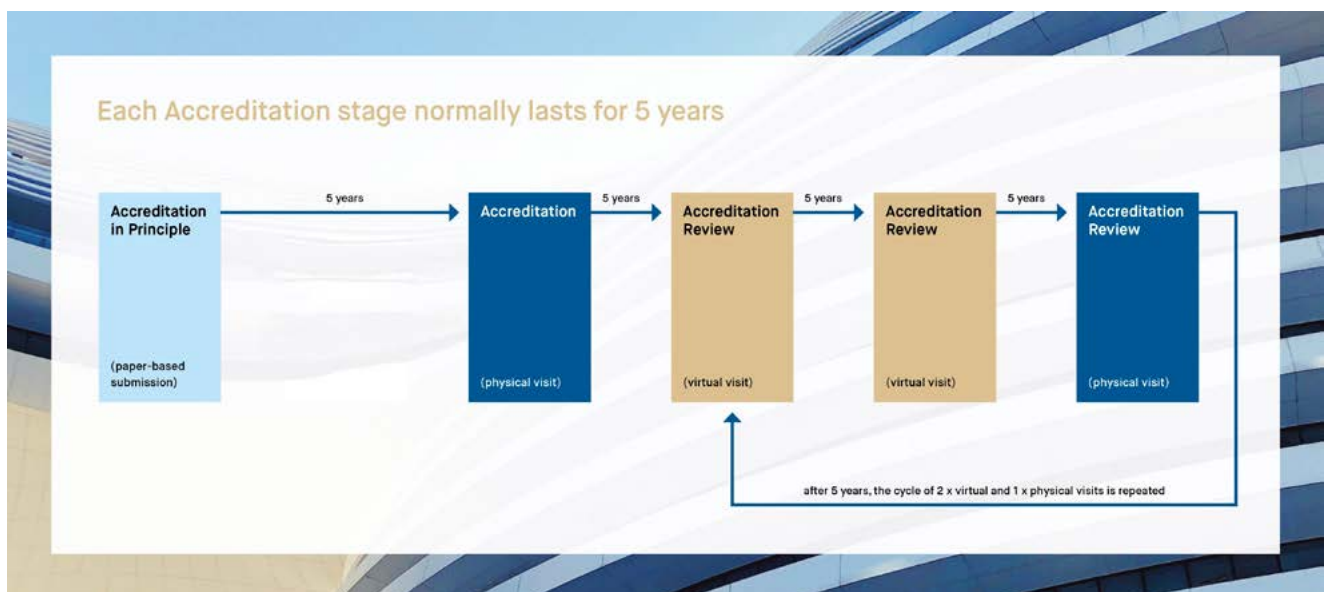 Each Accreditation stage normally lasts for 5 years
Accreditation
in Principle
(paper-based
submission)
5 years
Accreditation
(physical visit)
5 years
Accreditation
Review
(virtual visit)
5 years
Accreditation
Review
(virtual visit)
5 years
Accreditation
Review
(physical visit)
after 5 years, the cycle of 2 x virtual and 1 x physical visits is repeated